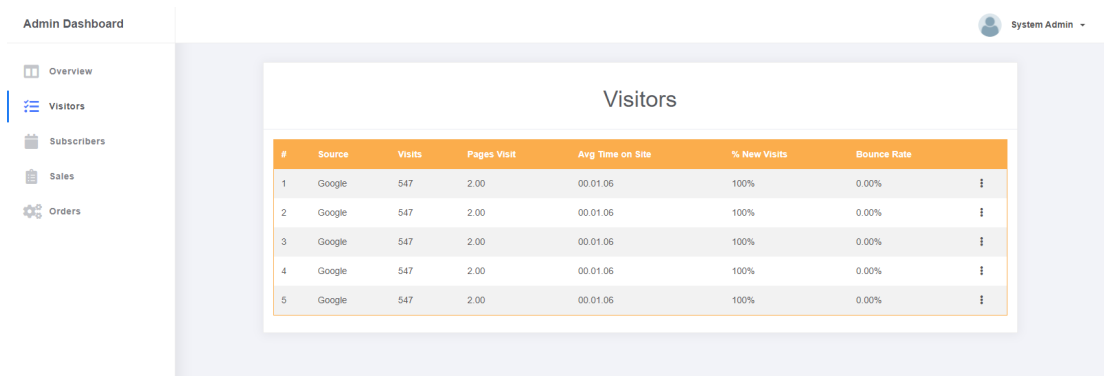 Admin Dashboard
System Admin
Overview
Visitors
Subscribers
Sales
Orders
Visitors
# Source Visits Pages Visit Avg Time on Site % New Visits Bounce Rate
1 Google 547 2.00 00.01.06 100% 0.00%
2 Google 547 2.00 00.01.06 100% 0.00%
3 Google 547 2.00 00.01.06 100% 0.00%
4 Google 547 2.00 00.01.06 100% 0.00%
5 Google 547 2.00 00.01.06 100% 0.00%